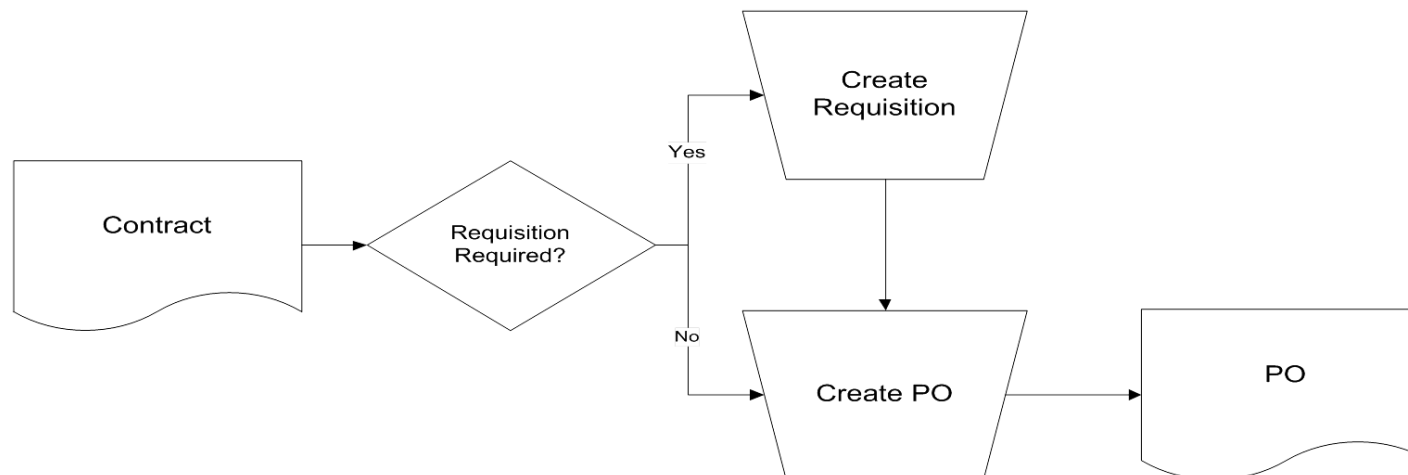 Create
Requisition
Yes
Contract
Requisition
Required?
No
Create PO
PO